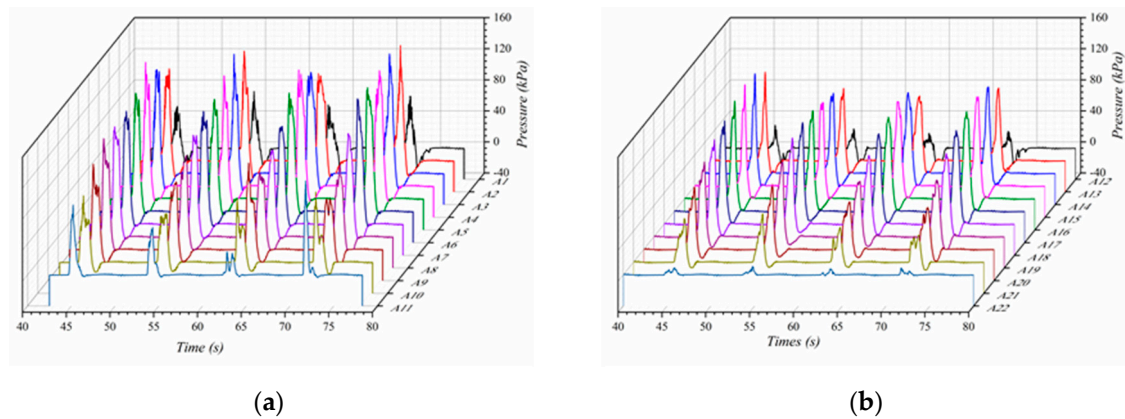 160
120
80
40
0
-40
Pressure (kPa)
A1
A2
A3
A4
A5
A6
A7
A8
A9
A10
A11
40 45 50 55 60 65 70 75 80
Time (s)
(a)
160
120
80
40
0
-40
Pressure (kPa)
A12
A13
A14
A15
A16
A17
A18
A19
A20
A21
A22
40 45 50 55 60 65 70 75 80
Times (s)
(b)